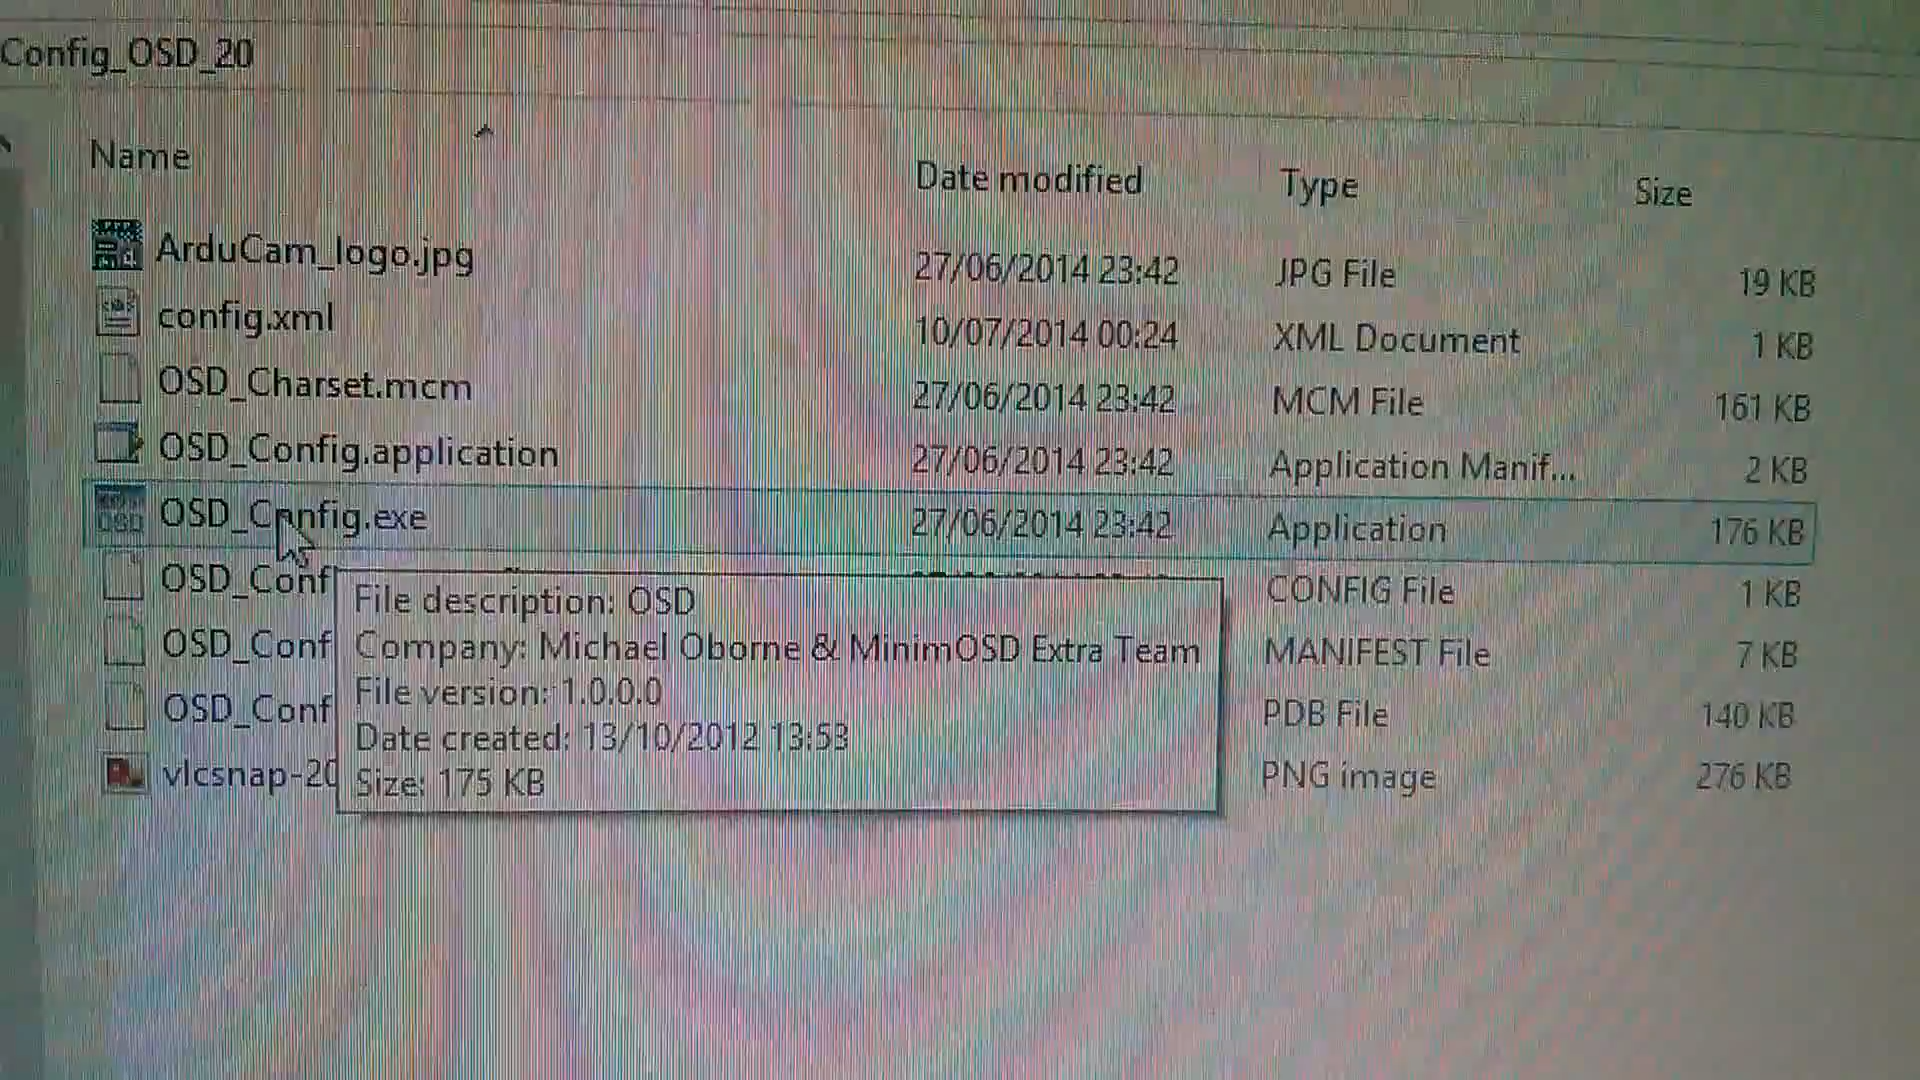 Config_OSD_20
Name Date modified Type Size
ArduCam_logo.jpg 27/06/2014 23:42 JPG File 19 KB
config.xml 10/07/2014 00:24 XML Document 1 KB
OSD_Charset.mcm 27/06/2014 23:42 MCM File 161 KB
OSD_Config.application 27/06/2014 23:42 Application Manif... 2 KB
OSD_Config.exe 27/06/2014 23:42 Application 176 KB
OSD_Conf CONFIG File 1 KB
OSD_Conf MANIFEST File 7 KB
OSD_Conf PDB File 140 KB
vlcsnap-20 PNG image 276 KB
File description: OSD
Company: Michael Oborne & MinimOSD Extra Team
File version: 1.0.0.0
Date created: 13/10/2012 13:53
Size: 175 KB